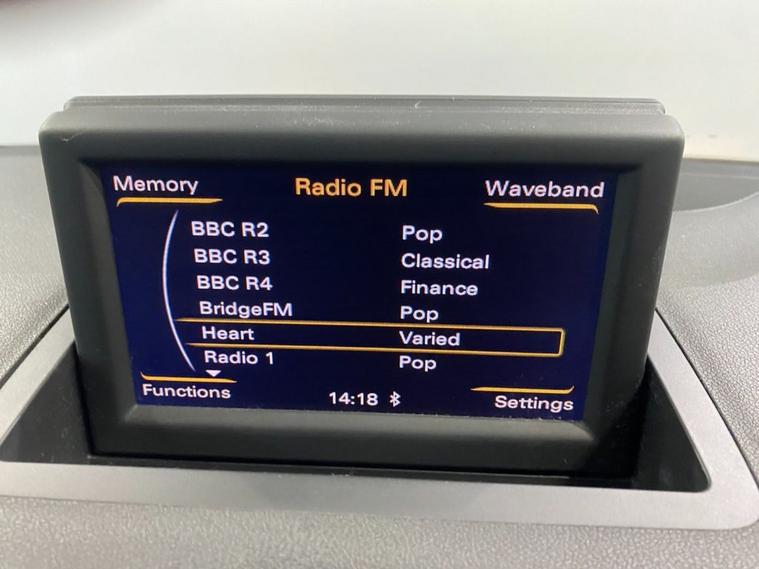 Memory Radio FM Waveband
BBC R2 Pop
BBC R3 Classical
BBC R4 Finance
BridgeFM Pop
Heart Varied
Radio 1 Pop
Functions 14:18 Settings